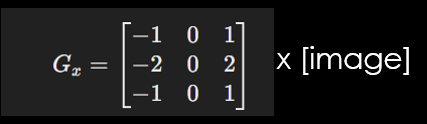 Gₓ = [−1 0 1
−2 0 2
−1 0 1] x [image]